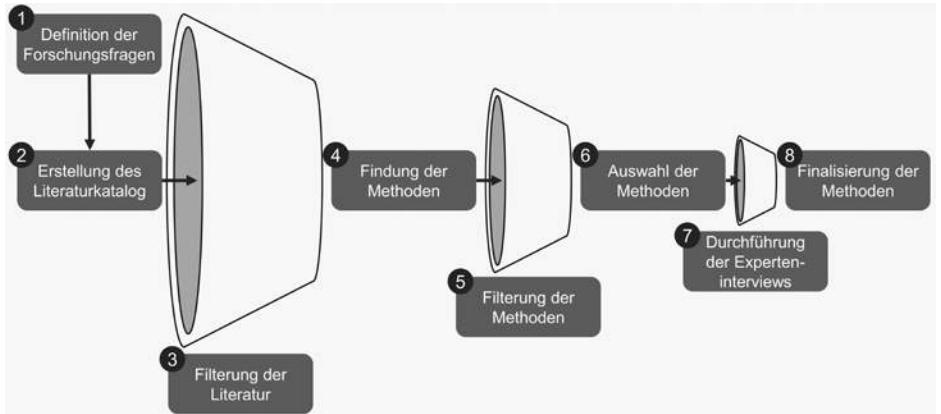 1
Definition der
Forschungsfragen
2
Erstellung des
Literaturkatalog
3
Filterung der
Literatur
4
Findung der
Methoden
5
Filterung der
Methoden
6
Auswahl der
Methoden
7
Durchführung
der Experten-
interviews
8
Finalisierung der
Methoden